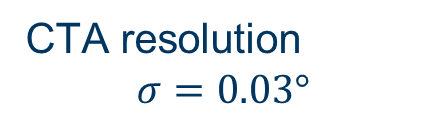 CTA resolution
σ = 0.03°